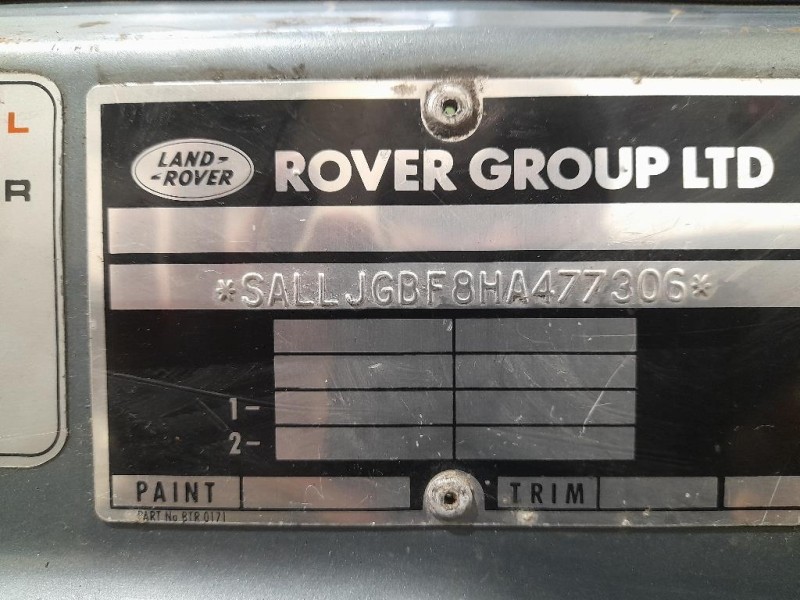 L
R
LAND-
-ROVER
ROVER GROUP LTD
*SALLJGBF8HA477306*
1-
2-
PAINT
TRIM
PART No BTR 0171